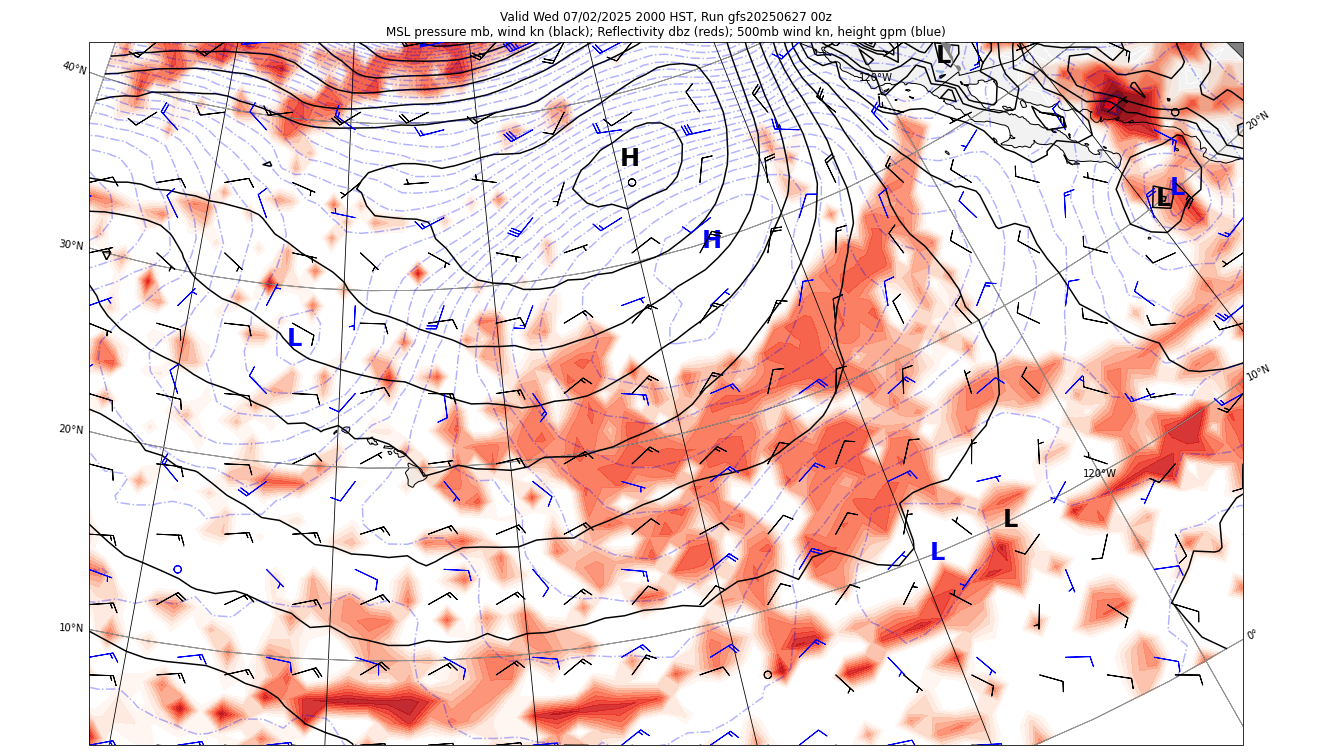 Valid Wed 07/02/2025 2000 HST, Run gfs20250627 00z
MSL pressure mb, wind kn (black); Reflectivity dbz (reds); 500mb wind kn, height gpm (blue)
L
40°N
120°W
20°N
H
L
L
30°N
H
L
10°N
20°N
120°W
L
L
10°N
0°